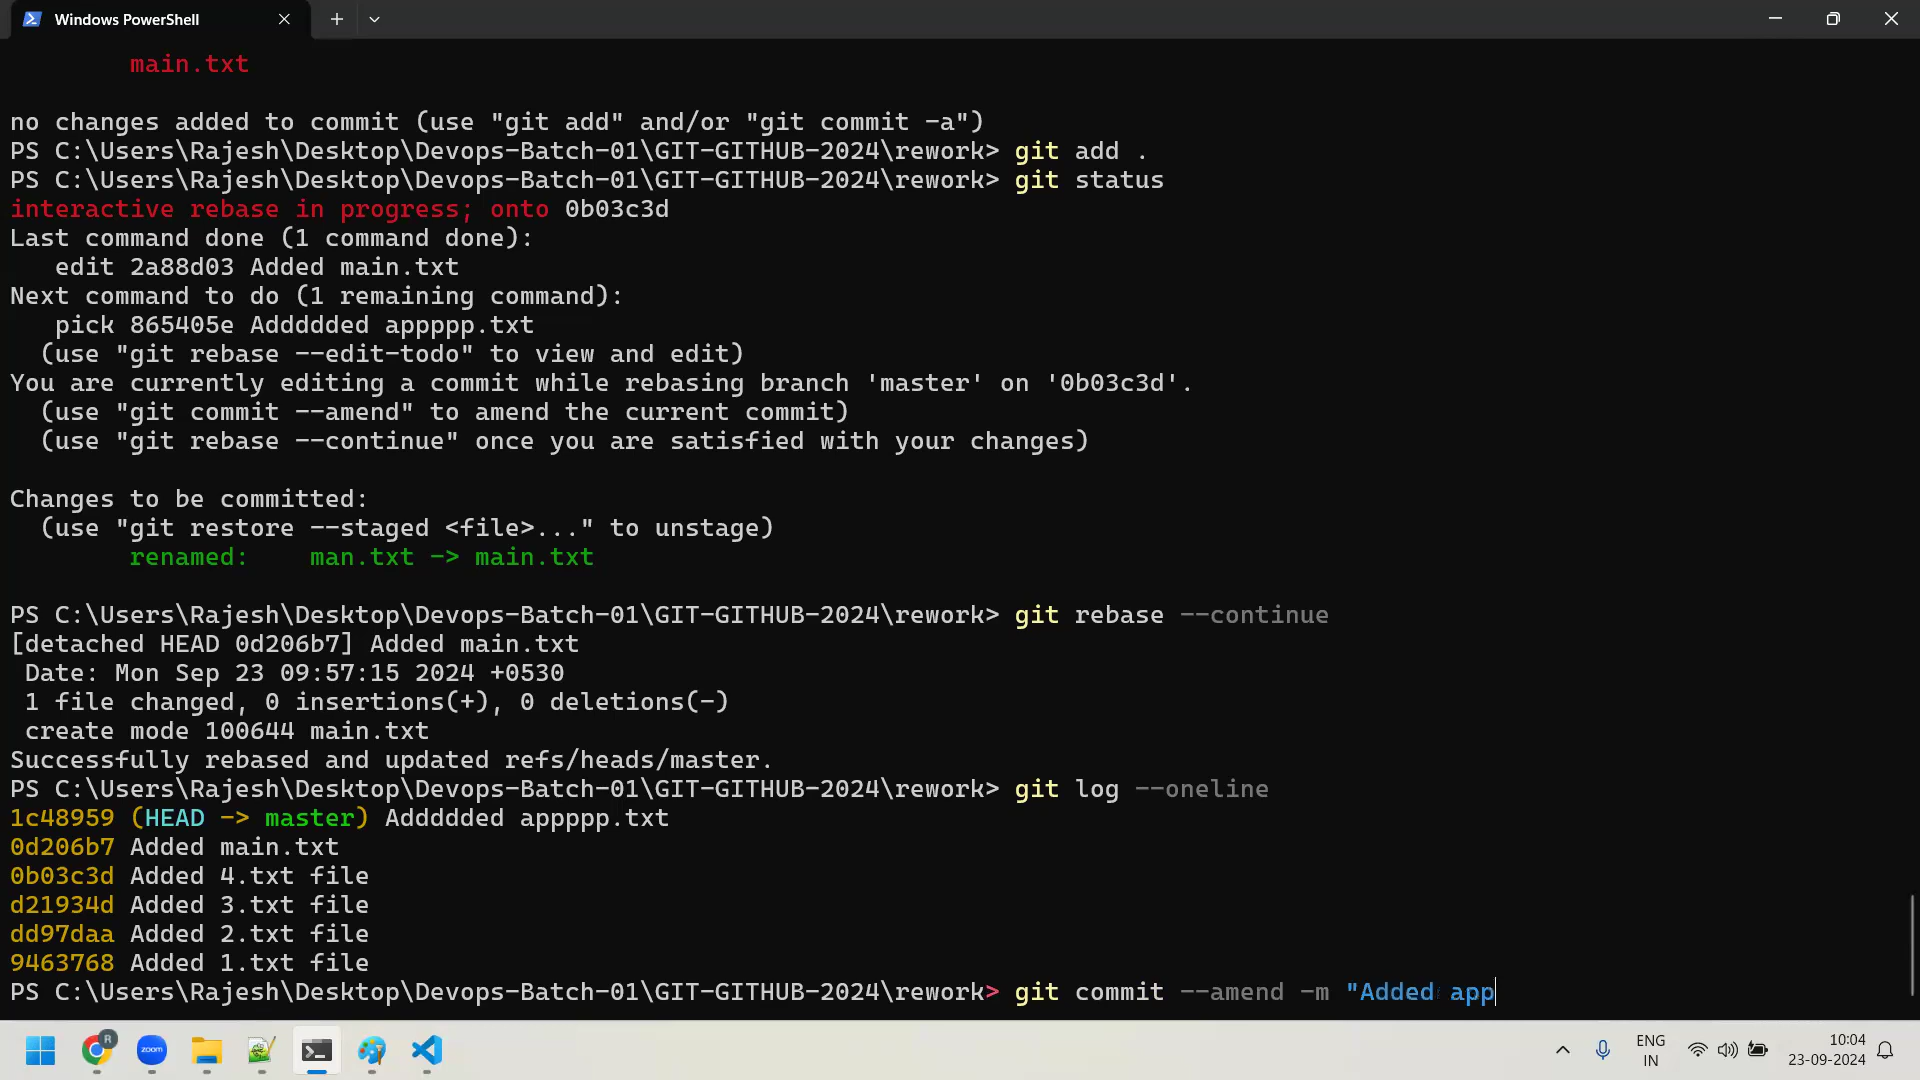 Windows PowerShell
main.txt
no changes added to commit (use "git add" and/or "git commit -a")
PS C:\Users\Rajesh\Desktop\Devops-Batch-01\GIT-GITHUB-2024\rework> git add .
PS C:\Users\Rajesh\Desktop\Devops-Batch-01\GIT-GITHUB-2024\rework> git status
interactive rebase in progress; onto 0b03c3d
Last command done (1 command done):
   edit 2a88d03 Added main.txt
Next command to do (1 remaining command):
   pick 865405e Addddded appppp.txt
  (use "git rebase --edit-todo" to view and edit)
You are currently editing a commit while rebasing branch 'master' on '0b03c3d'.
  (use "git commit --amend" to amend the current commit)
  (use "git rebase --continue" once you are satisfied with your changes)
Changes to be committed:
  (use "git restore --staged <file>..." to unstage)
        renamed:    man.txt -> main.txt
PS C:\Users\Rajesh\Desktop\Devops-Batch-01\GIT-GITHUB-2024\rework> git rebase --continue
[detached HEAD 0d206b7] Added main.txt
 Date: Mon Sep 23 09:57:15 2024 +0530
 1 file changed, 0 insertions(+), 0 deletions(-)
 create mode 100644 main.txt
Successfully rebased and updated refs/heads/master.
PS C:\Users\Rajesh\Desktop\Devops-Batch-01\GIT-GITHUB-2024\rework> git log --oneline
1c48959 (HEAD -> master) Addddded appppp.txt
0d206b7 Added main.txt
0b03c3d Added 4.txt file
d21934d Added 3.txt file
dd97daa Added 2.txt file
9463768 Added 1.txt file
PS C:\Users\Rajesh\Desktop\Devops-Batch-01\GIT-GITHUB-2024\rework> git commit --amend -m "Added app
R
zoom
ENG
IN
10:04
23-09-2024